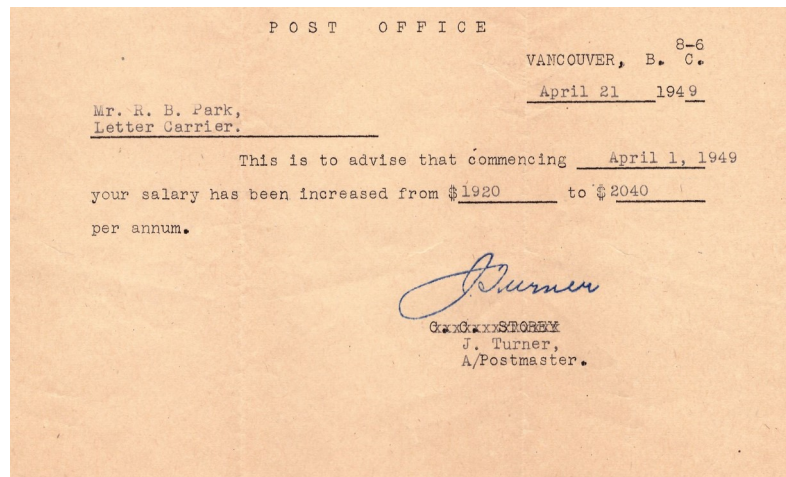 POST OFFICE
8-6
VANCOUVER, B. C.
April 21 1949
Mr. R. B. Park,
Letter Carrier.
This is to advise that commencing April 1, 1949
your salary has been increased from $1920 to $2040
per annum.
J Turner
G. C. STOREY
J. Turner,
A/Postmaster.